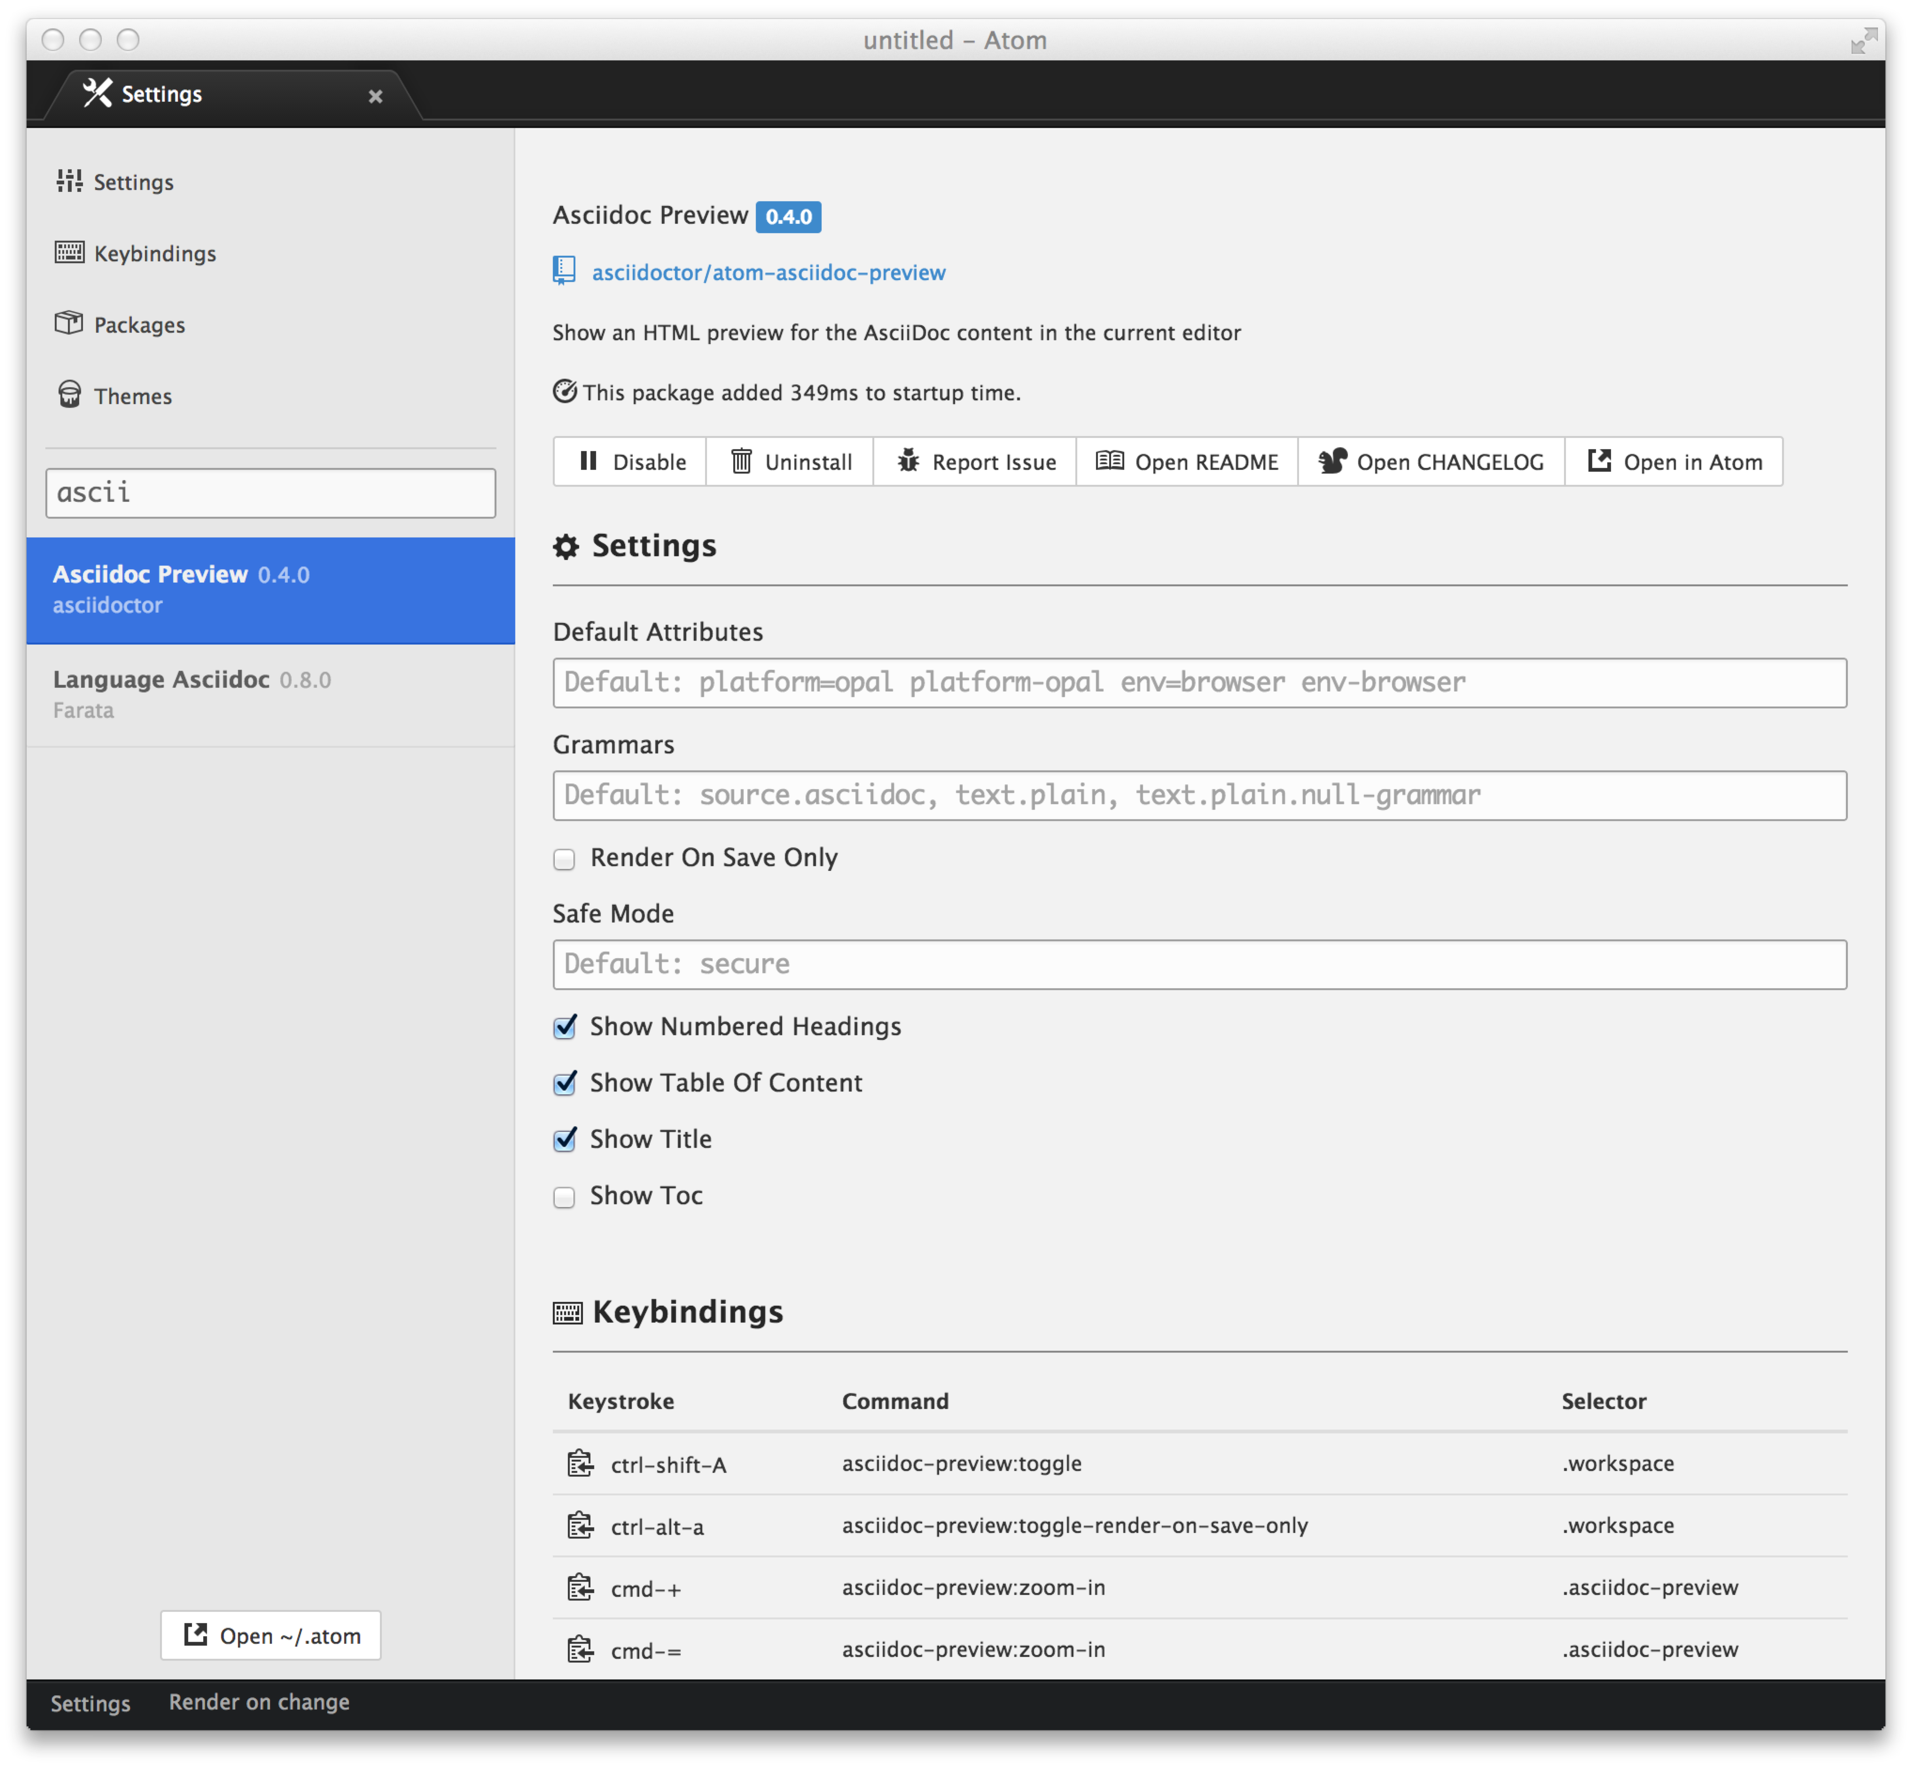 untitled – Atom
Settings
Settings
Keybindings
Packages
Themes
ascii
Asciidoc Preview 0.4.0
asciidoctor
Language Asciidoc 0.8.0
Farata
Open ~/.atom
Asciidoc Preview 0.4.0
asciidoctor/atom-asciidoc-preview
Show an HTML preview for the AsciiDoc content in the current editor
This package added 349ms to startup time.
Disable Uninstall Report Issue Open README Open CHANGELOG Open in Atom
Settings
Default Attributes
Default: platform=opal platform-opal env=browser env-browser
Grammars
Default: source.asciidoc, text.plain, text.plain.null-grammar
Render On Save Only
Safe Mode
Default: secure
Show Numbered Headings
Show Table Of Content
Show Title
Show Toc
Keybindings
Keystroke Command Selector
ctrl-shift-A asciidoc-preview:toggle .workspace
ctrl-alt-a asciidoc-preview:toggle-render-on-save-only .workspace
cmd-+ asciidoc-preview:zoom-in .asciidoc-preview
cmd-= asciidoc-preview:zoom-in .asciidoc-preview
Settings Render on change